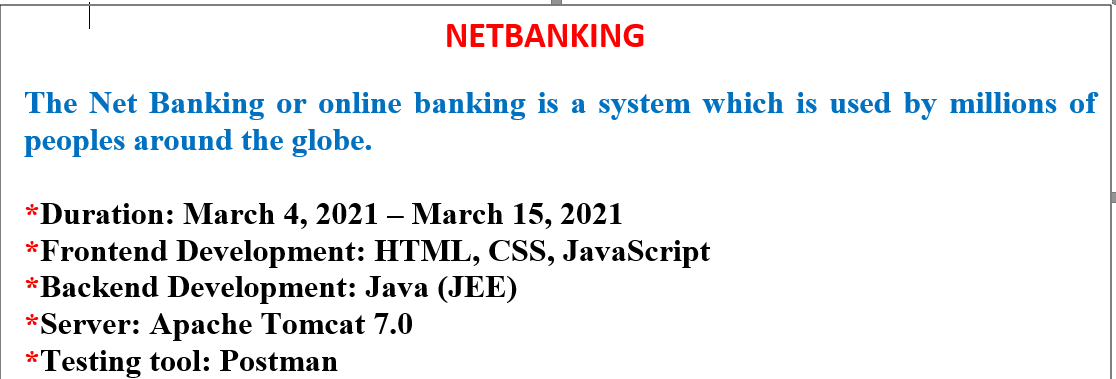 NETBANKING
The Net Banking or online banking is a system which is used by millions of
peoples around the globe.
*Duration: March 4, 2021 – March 15, 2021
*Frontend Development: HTML, CSS, JavaScript
*Backend Development: Java (JEE)
*Server: Apache Tomcat 7.0
*Testing tool: Postman